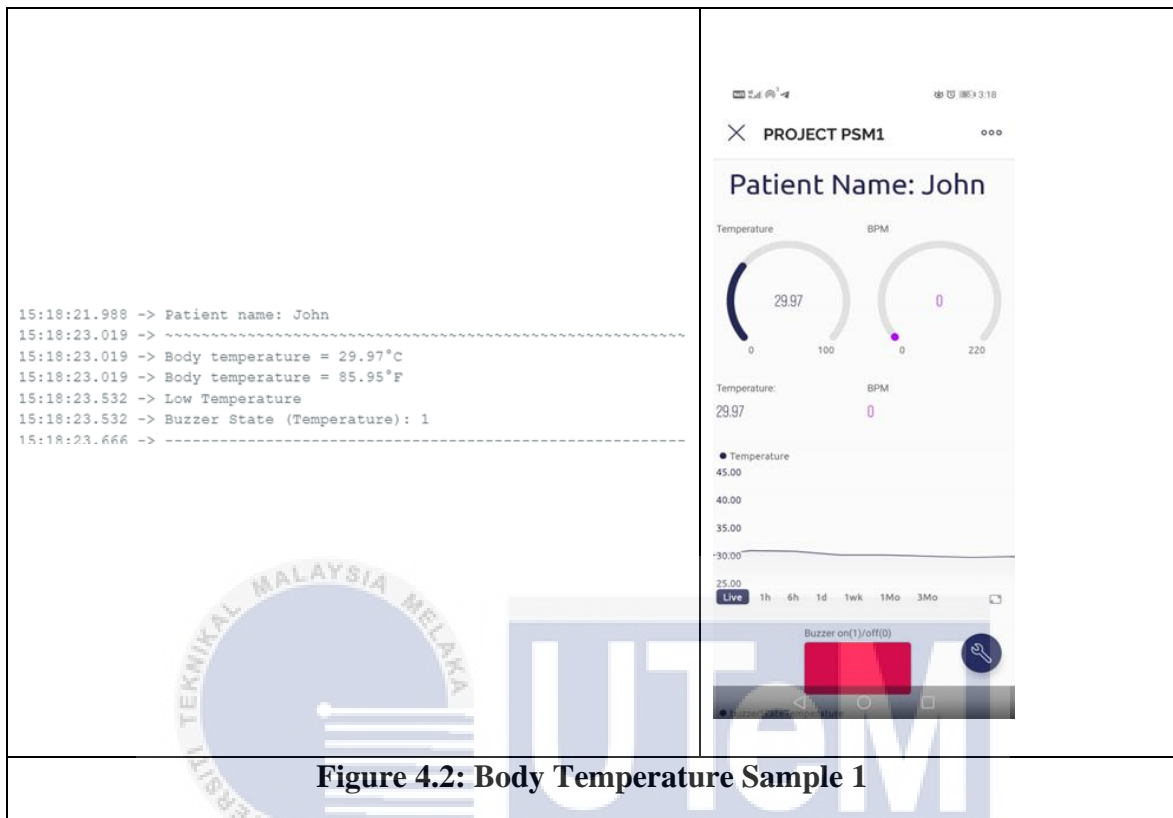 15:18:21.988 -> Patient name: John
15:18:23.019 -> ~~~~~~~~~~~~~~~~~~~~~~~~~~~~~~~~~~~~~~~~~~~~~~~~~~~~~~~~~
15:18:23.019 -> Body temperature = 29.97°C
15:18:23.019 -> Body temperature = 85.95°F
15:18:23.532 -> Low Temperature
15:18:23.532 -> Buzzer State (Temperature): 1
15:18:23.666 -> ---------------------------------------------------------
3:18
PROJECT PSM1
Patient Name: John
Temperature BPM
29.97 0
0 100 0 220
Temperature: BPM
29.97 0
Temperature
45.00
40.00
35.00
30.00
25.00
Live 1h 6h 1d 1wk 1Mo 3Mo
Buzzer on(1)/off(0)
TEKNIKAL MALAYSIA MELAKA
UTeM
Figure 4.2: Body Temperature Sample 1